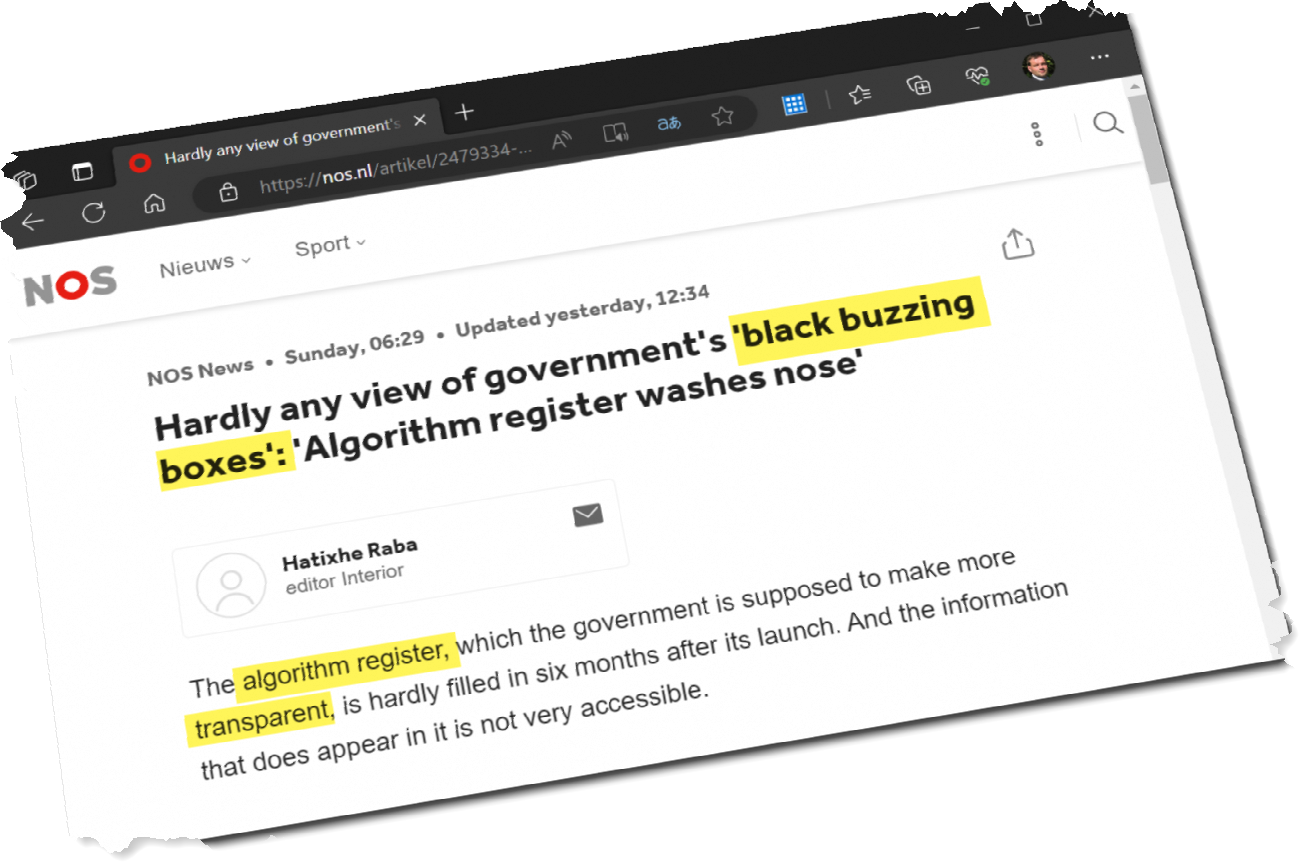 Hardly any view of government's
https://nos.nl/artikel/2479334-...
NOS
Nieuws
Sport
NOS News • Sunday, 06:29 • Updated yesterday, 12:34
Hardly any view of government's 'black buzzing
boxes': 'Algorithm register washes nose'
Hatixhe Raba
editor Interior
The algorithm register, which the government is supposed to make more
transparent, is hardly filled in six months after its launch. And the information
that does appear in it is not very accessible.